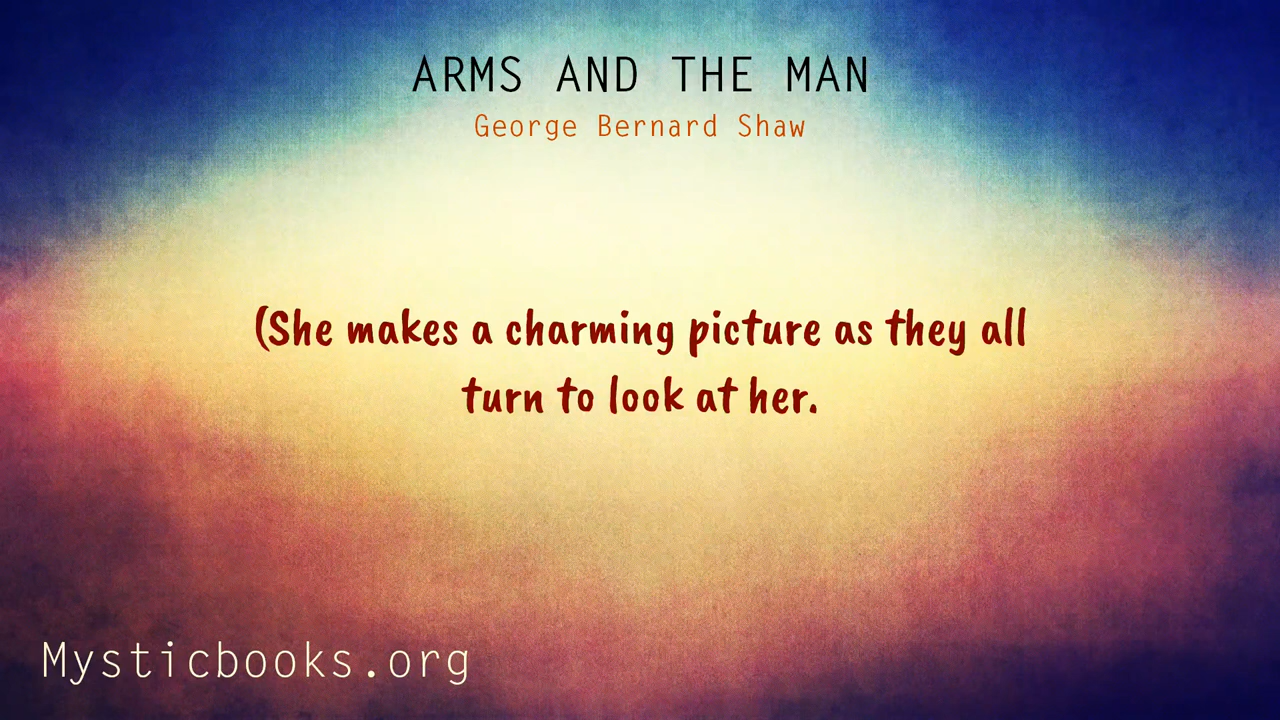 ARMS AND THE MAN
George Bernard Shaw
(She makes a charming picture as they all
turn to look at her.
Mysticbooks.org